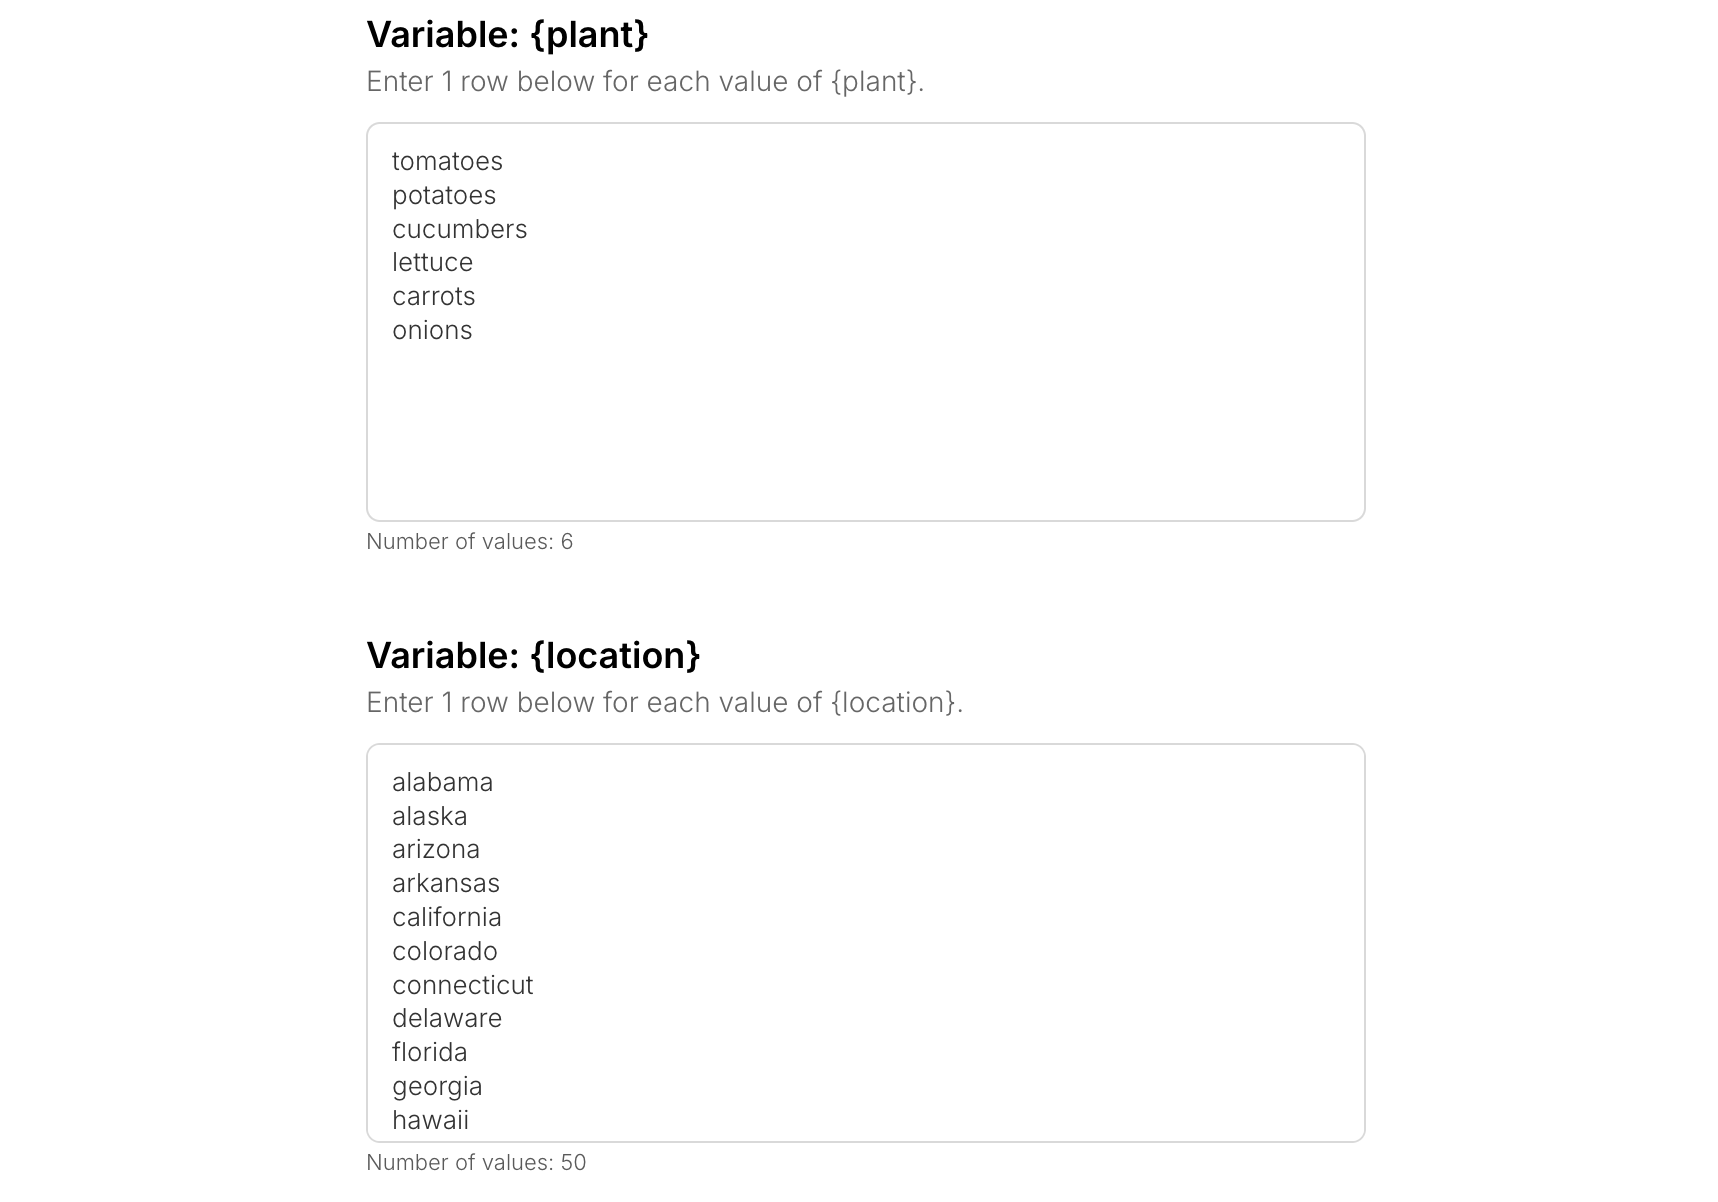 Variable: {plant}
Enter 1 row below for each value of {plant}.
tomatoes
potatoes
cucumbers
lettuce
carrots
onions
Number of values: 6
Variable: {location}
Enter 1 row below for each value of {location}.
alabama
alaska
arizona
arkansas
california
colorado
connecticut
delaware
florida
georgia
hawaii
Number of values: 50